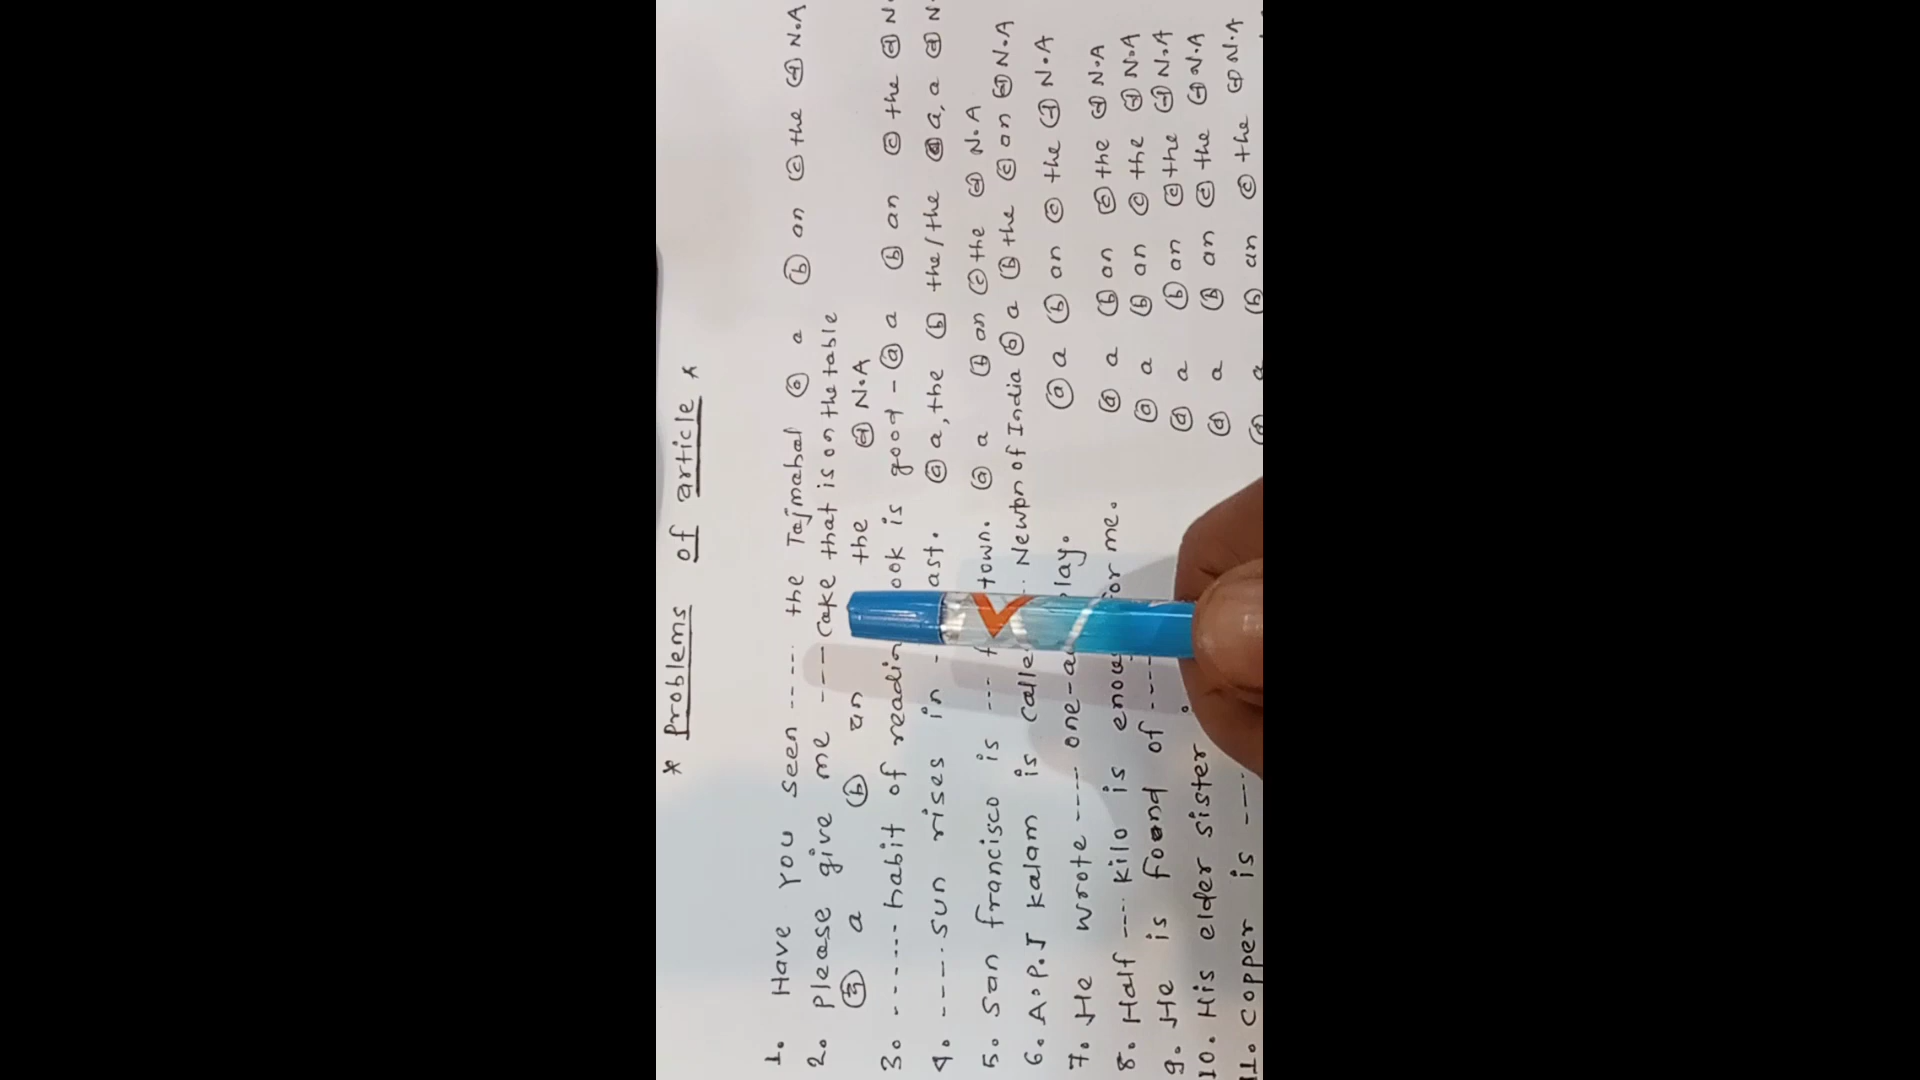 * Problems of article *
1. Have You seen ----- the Tajmahal ⓐ a ⓑ an ⓒ the ⓓ N.A
2. Please give me ---- cake that is on the table
ⓐ a ⓑ an the ⓓ N.A
3. ------ habit of readin ook is good - ⓐ a ⓑ an ⓒ the ⓓ N.
4. ----- sun rises in - ast. ⓐ a, the ⓑ the/the ⓒ a, a ⓓ N
5. San francisco is --- town. ⓐ a ⓑ an ⓒ the ⓓ N.A
6. A.P.J kalam is calle Newpn of India ⓐ a ⓑ the ⓒ an ⓓ N.A
7. He wrote ---- one-a play. ⓐ a ⓑ an ⓒ the ⓓ N.A
8. Half --- kilo is enou for me. ⓐ a ⓑ an ⓒ the ⓓ N.A
9. He is found of ---- ⓐ a ⓑ an ⓒ the ⓓ N.A
10. His elder sister ⓐ a ⓑ an ⓒ the ⓓ N.A
11. Copper is ---- ⓐ a ⓑ an ⓒ the ⓓ N.A